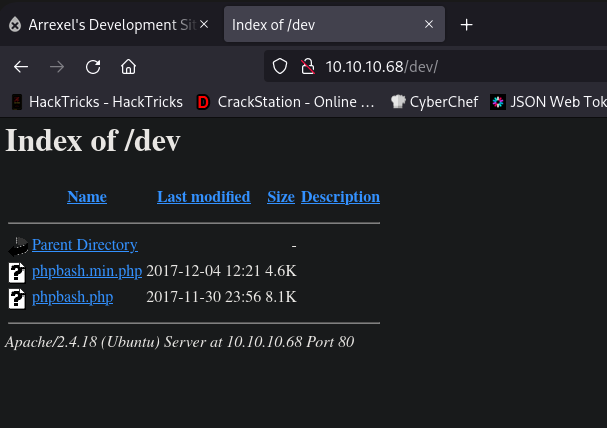 Arrexel's Development Sit
Index of /dev
10.10.10.68/dev/
HackTricks - HackTricks
CrackStation - Online ...
CyberChef
JSON Web Tok
Index of /dev
Name Last modified Size Description
Parent Directory -
phpbash.min.php 2017-12-04 12:21 4.6K
phpbash.php 2017-11-30 23:56 8.1K
Apache/2.4.18 (Ubuntu) Server at 10.10.10.68 Port 80